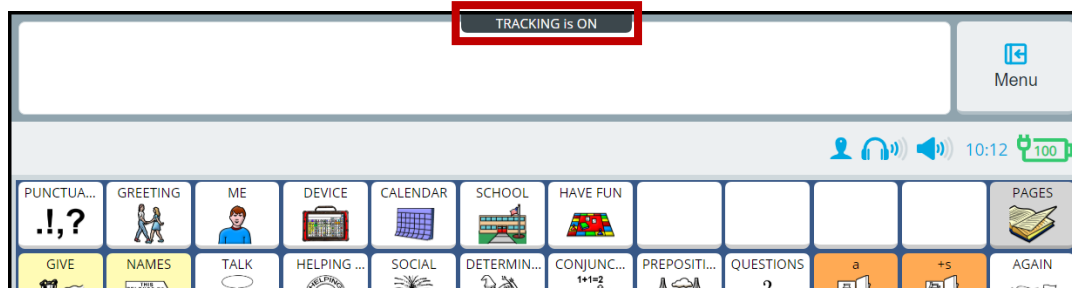 TRACKING is ON
Menu
10:12 100
PUNCTUA... GREETING ME DEVICE CALENDAR SCHOOL HAVE FUN PAGES
.!,?
GIVE NAMES TALK HELPING ... SOCIAL DETERMIN... CONJUNC... PREPOSITI... QUESTIONS a +s AGAIN
1+1=2